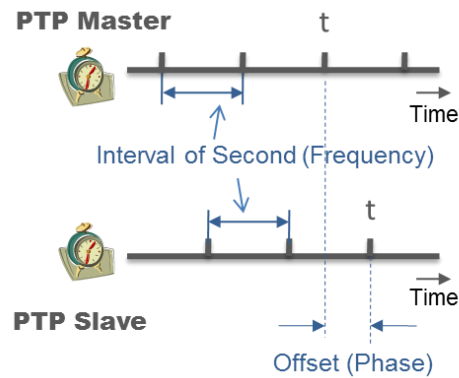 PTP Master
t
Time
Interval of Second (Frequency)
t
Time
PTP Slave
Offset (Phase)